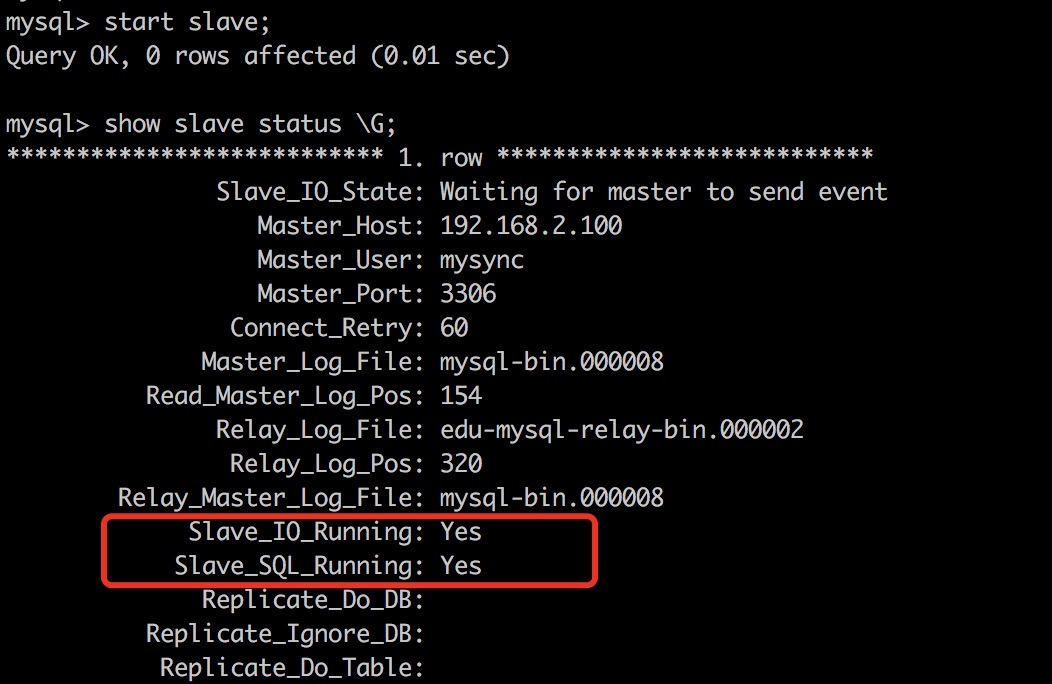 mysql> start slave;
Query OK, 0 rows affected (0.01 sec)
mysql> show slave status \G;
*************************** 1. row ***************************
Slave_IO_State: Waiting for master to send event
Master_Host: 192.168.2.100
Master_User: mysync
Master_Port: 3306
Connect_Retry: 60
Master_Log_File: mysql-bin.000008
Read_Master_Log_Pos: 154
Relay_Log_File: edu-mysql-relay-bin.000002
Relay_Log_Pos: 320
Relay_Master_Log_File: mysql-bin.000008
Slave_IO_Running: Yes
Slave_SQL_Running: Yes
Replicate_Do_DB:
Replicate_Ignore_DB:
Replicate_Do_Table: